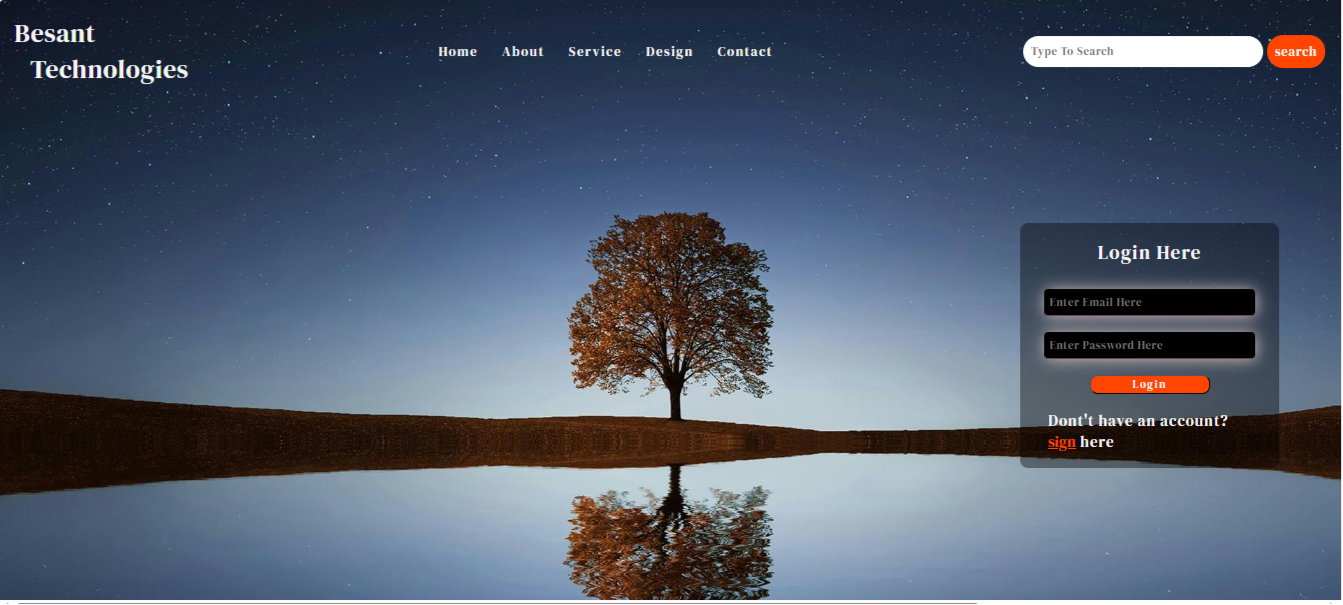 Besant
Technologies
Home About Service Design Contact
Type To Search
search
Login Here
Enter Email Here
Enter Password Here
Login
Dont't have an account?
sign here